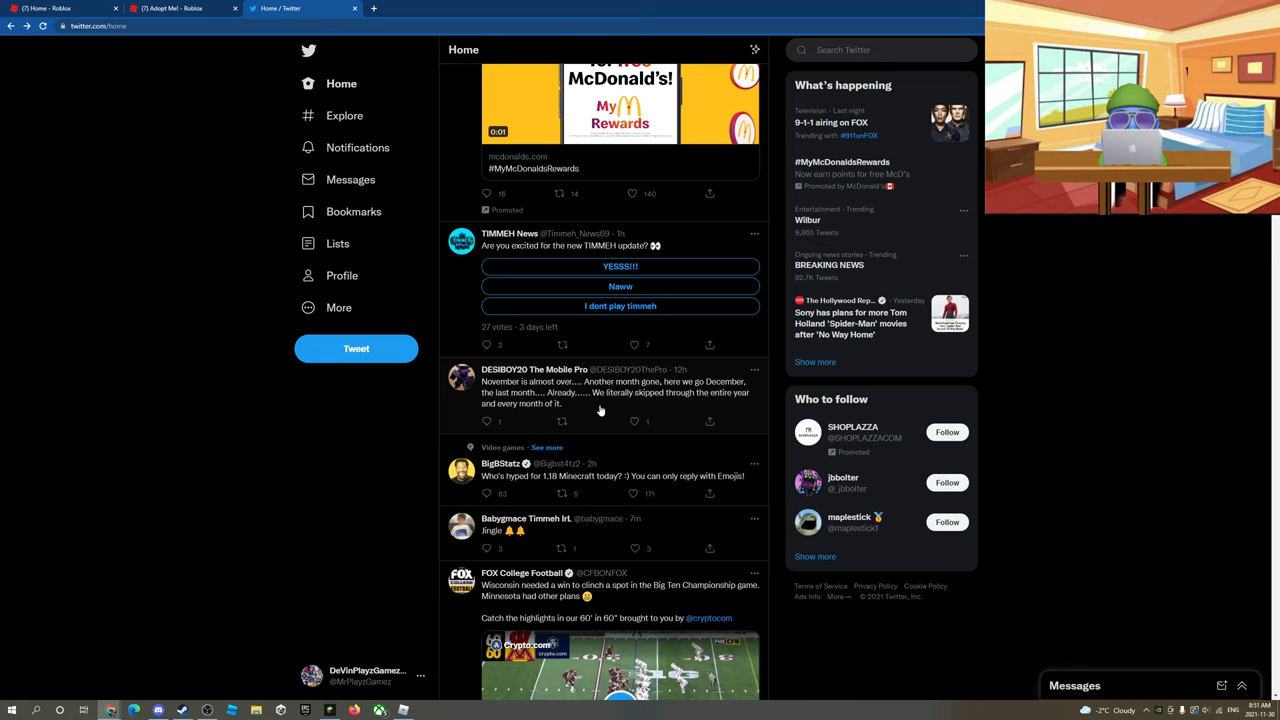 (7) Home - Roblox
(7) Adopt Me! - Roblox
Home / Twitter
twitter.com/home
Home
Explore
Notifications
Messages
Bookmarks
Lists
Profile
More
Tweet
DeVinPlayzGamez...
@MrPlayzGamez
Home
for free
McDonald's!
My
Rewards
0:01
mcdonalds.com
#MyMcDonaldsRewards
16 14 140
Promoted
TIMMEH News @Timmeh_News69 · 1h
Are you excited for the new TIMMEH update? 👀
YESSS!!!
Naww
I dont play timmeh
27 votes · 3 days left
2 7
DESIBOY20 The Mobile Pro @DESIBOY20ThePro · 12h
November is almost over.... Another month gone, here we go December,
the last month.... Already...... We literally skipped through the entire year
and every month of it.
1 1
Video games · See more
BigBStatz @Bigbst4tz2 · 2h
Who's hyped for 1.18 Minecraft today? :) You can only reply with Emojis!
63 5 171
Babygmace Timmeh IrL @babygmace · 7m
Jingle 🔔🔔
3 1 3
FOX College Football @CFBONFOX
Wisconsin needed a win to clinch a spot in the Big Ten Championship game.
Minnesota had other plans
Catch the highlights in our 60' in 60" brought to you by @cryptocom
Crypto.com
crypto.com
Search Twitter
What's happening
Television · Last night
9-1-1 airing on FOX
Trending with #911onFOX
#MyMcDonaldsRewards
Now earn points for free McD's
Promoted by McDonald's🇨🇦
Entertainment · Trending
Wilbur
9,865 Tweets
Ongoing news stories · Trending
BREAKING NEWS
82.7K Tweets
The Hollywood Rep... · Yesterday
Sony has plans for more Tom
Holland 'Spider-Man' movies
after 'No Way Home'
Show more
Who to follow
SHOPLAZZA
@SHOPLAZZACOM
Promoted
Follow
jbbolter
@_jbbolter
Follow
maplestick 🏅
@maplestick1
Follow
Show more
Terms of Service Privacy Policy Cookie Policy
Ads info More ··· © 2021 Twitter, Inc.
Messages
-2°C Cloudy
ENG
8:51 AM
2021-11-30